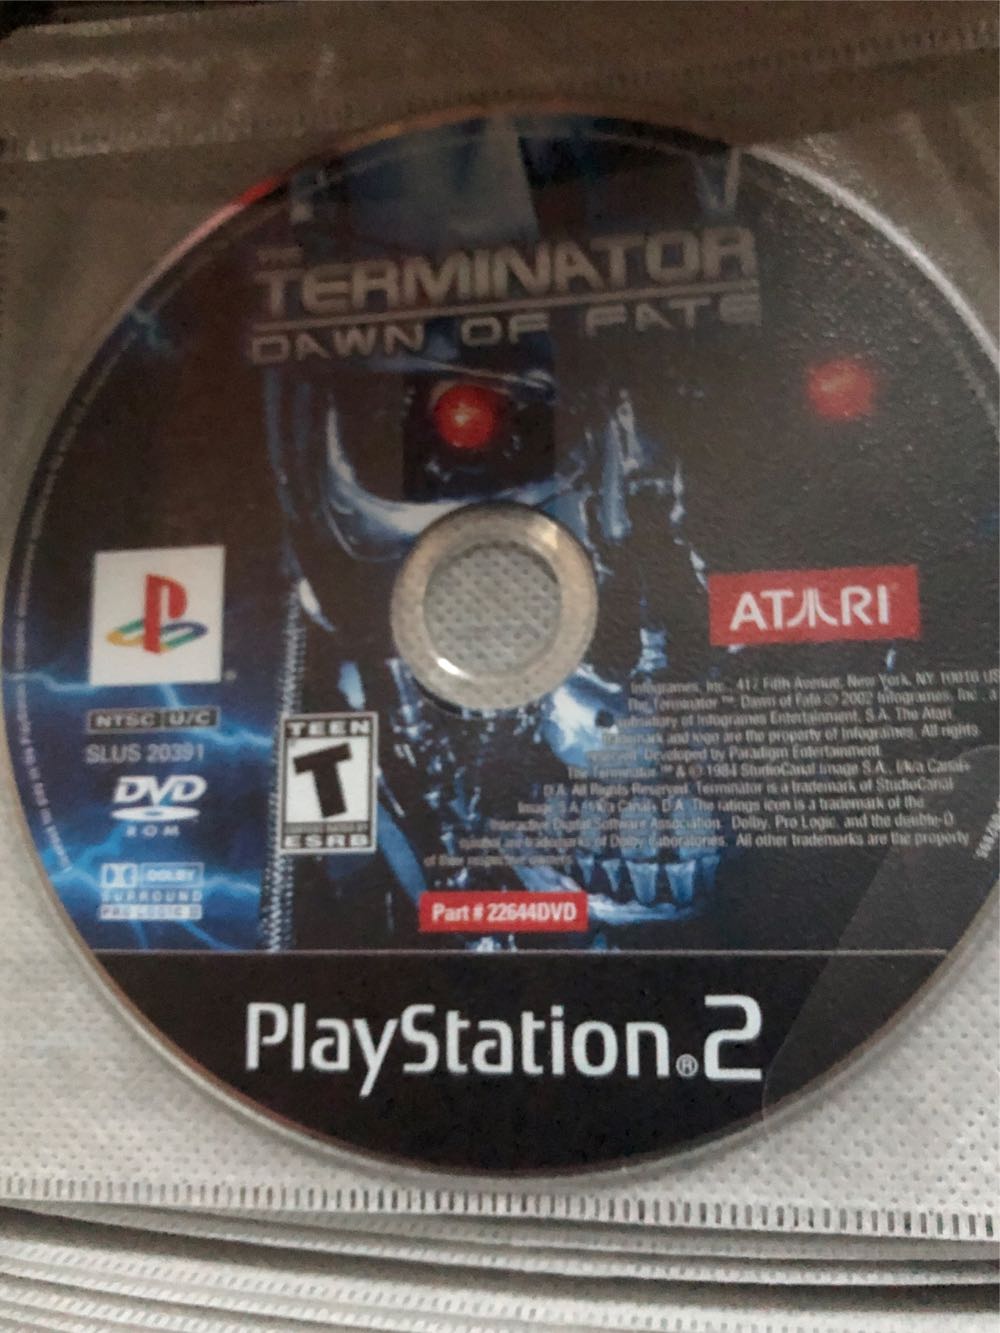 THE
TERMINATOR
DAWN OF FATE
ATARI
NTSC U/C
SLUS 20391
DVD
ROM
DOLBY
SURROUND
PRO LOGIC II
TEEN
T
ESRB
Infogrames, Inc., 417 Fifth Avenue, New York, NY 10016 US
The Terminator™: Dawn of Fate © 2002 Infogrames, Inc., a
subsidiary of Infogrames Entertainment, S.A. The Atari
trademark and logo are the property of Infogrames. All rights
reserved. Developed by Paradigm Entertainment.
The Terminator™ & © 1984 StudioCanal Image S.A. f/k/a Canal+
D.A. All Rights Reserved. Terminator is a trademark of StudioCanal
Image S.A. f/k/a Canal+ D.A. The ratings icon is a trademark of the
Interactive Digital Software Association. Dolby, Pro Logic, and the double-D
symbol are trademarks of Dolby Laboratories. All other trademarks are the property
of their respective owners.
Part # 22644DVD
PlayStation®2